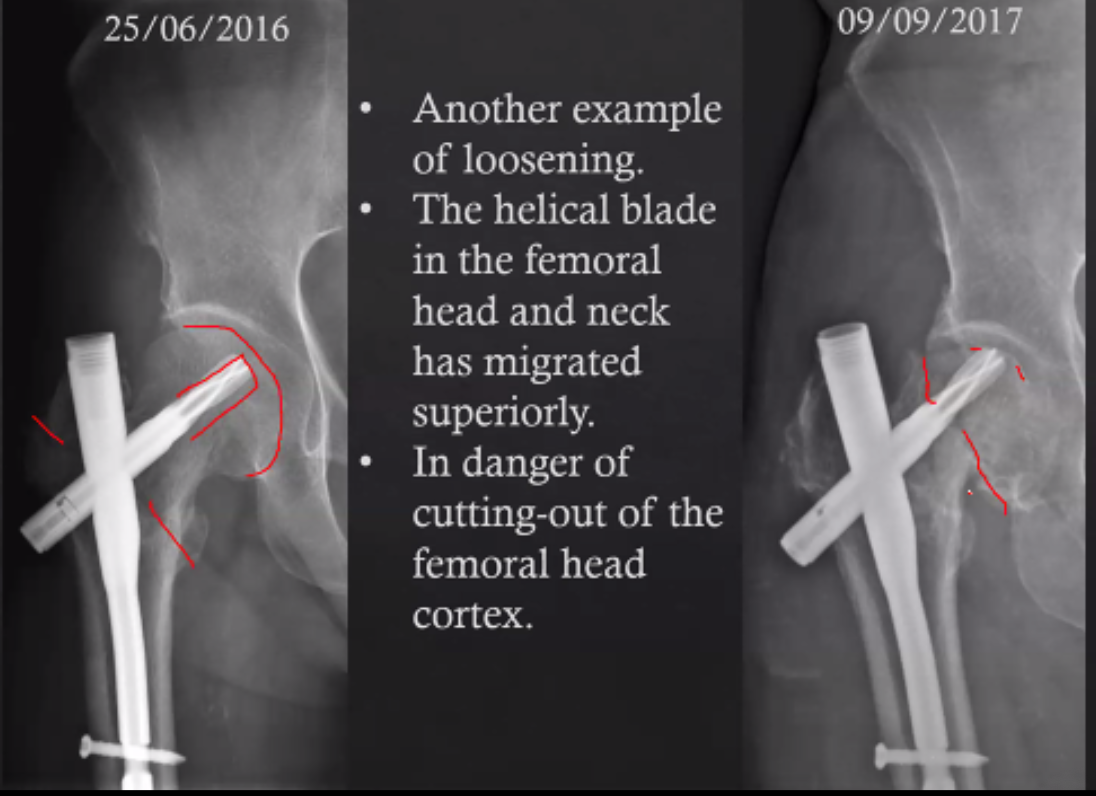 25/06/2016
09/09/2017
• Another example
of loosening.
• The helical blade
in the femoral
head and neck
has migrated
superiorly.
• In danger of
cutting-out of the
femoral head
cortex.